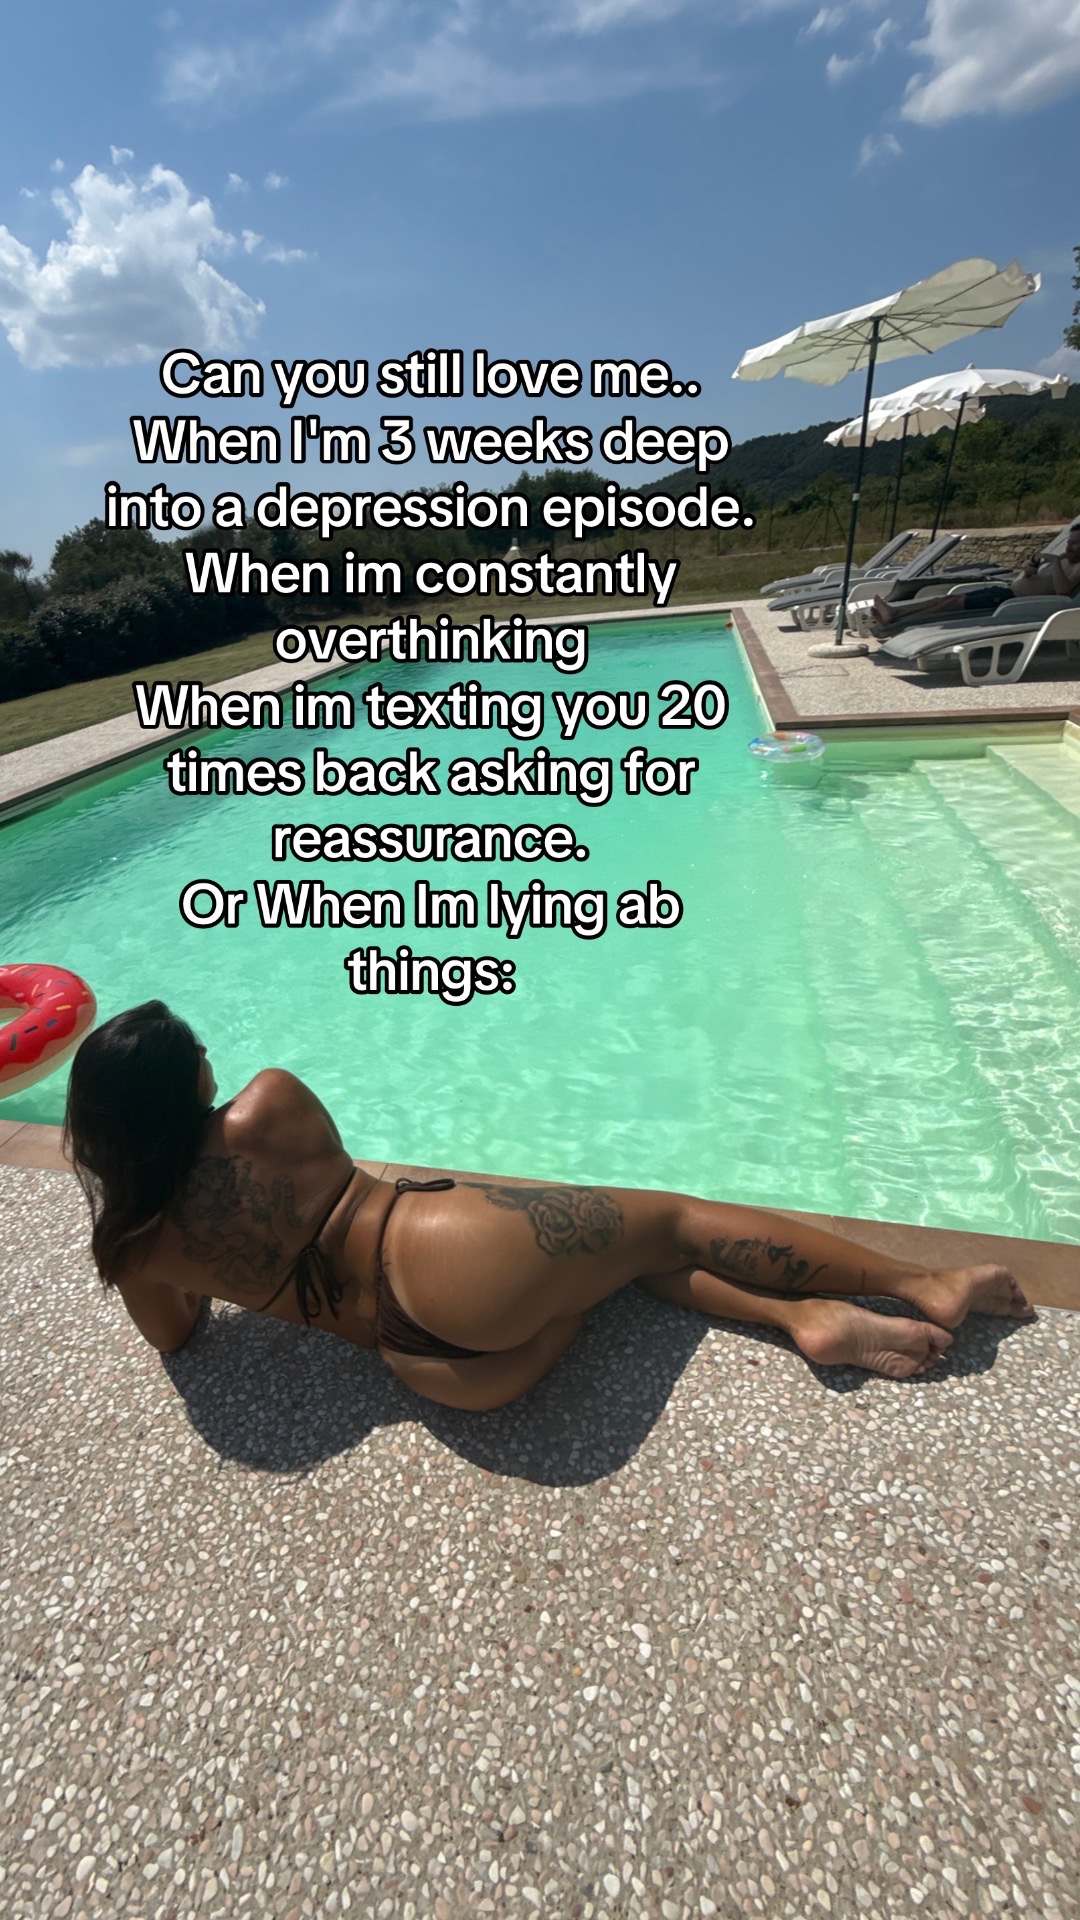 Can you still love me..
When I'm 3 weeks deep
into a depression episode.
When im constantly
overthinking
When im texting you 20
times back asking for
reassurance.
Or When Im lying ab
things: